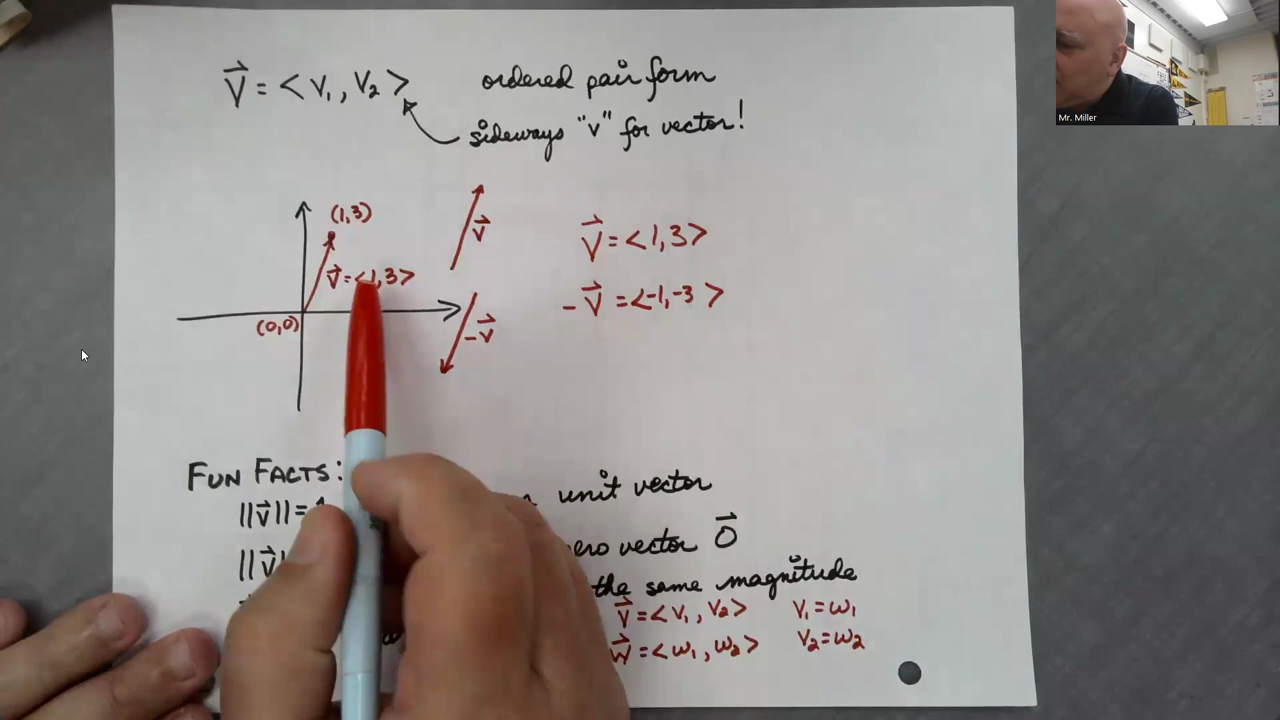 v⃗ = < v₁, v₂ > ordered pair form
sideways "v" for vector!
(1,3)
v⃗ = <1,3>
(0,0)
v⃗
-v⃗
v⃗ = <1,3>
-v⃗ = <-1,-3>
FUN FACTS:
||v⃗|| = unit vector
||v⃗ vector 0⃗
the same magnitude
v⃗ = <v₁, v₂> v₁ = w₁
w⃗ = <w₁, w₂> v₂ = w₂
Mr. Miller